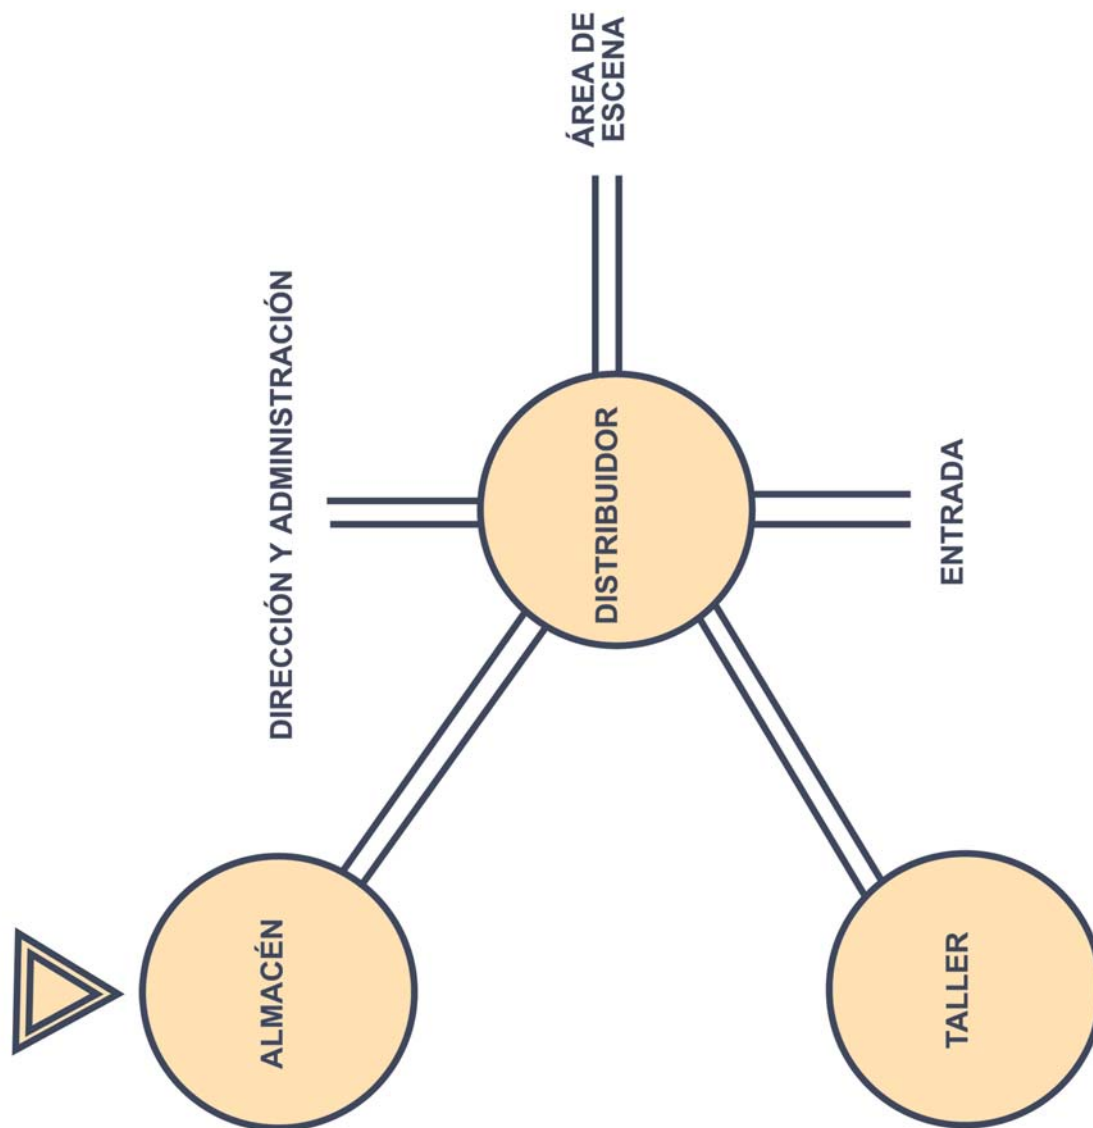 ÁREA DE
ESCENA
DIRECCIÓN Y ADMINISTRACIÓN
DISTRIBUIDOR
ENTRADA
ALMACÉN
TALLER